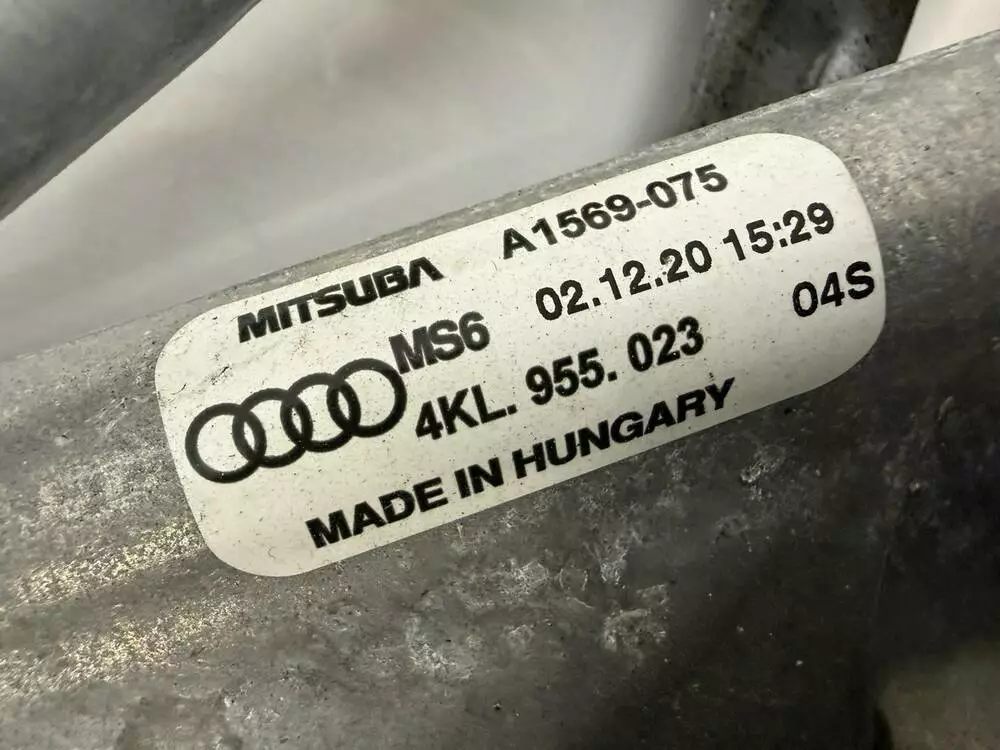 MITSUBA A1569-075
MS6 02.12.20 15:29
4KL. 955. 023 04S
MADE IN HUNGARY